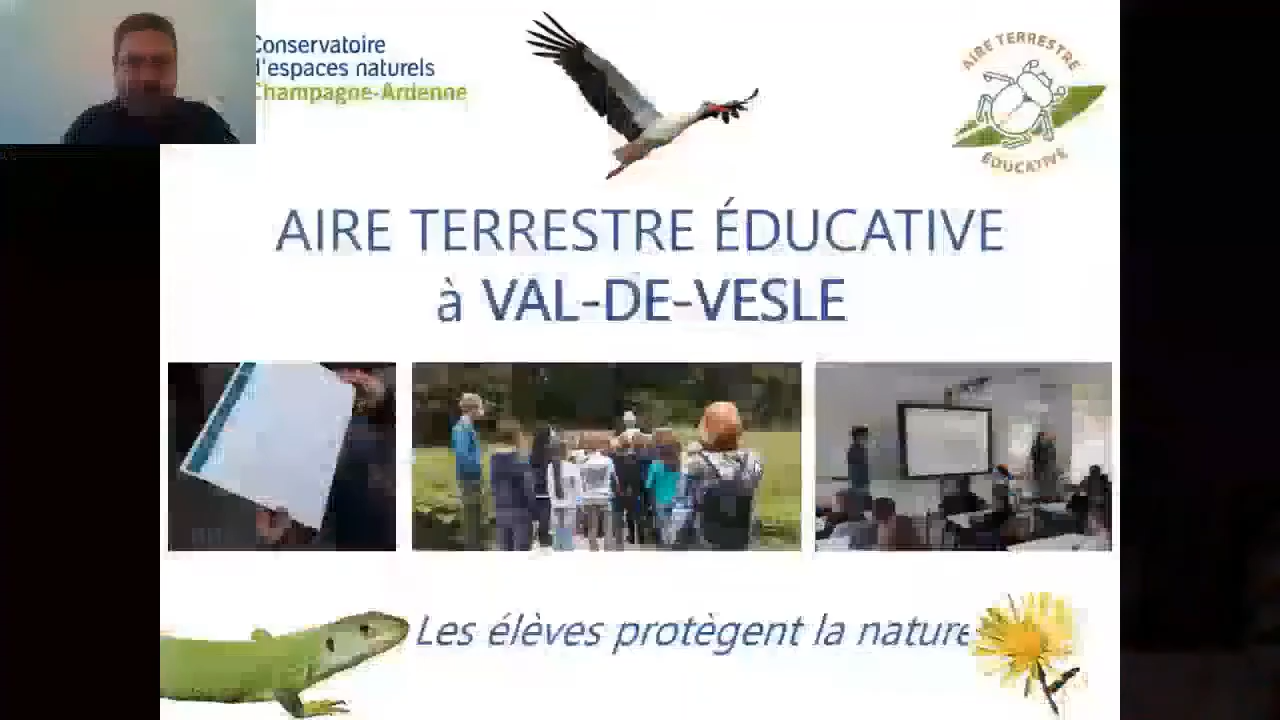 Conservatoire
d'espaces naturels
Champagne-Ardenne
AIRE TERRESTRE
ÉDUCATIVE
AIRE TERRESTRE ÉDUCATIVE
à VAL-DE-VESLE
Les élèves protègent la nature